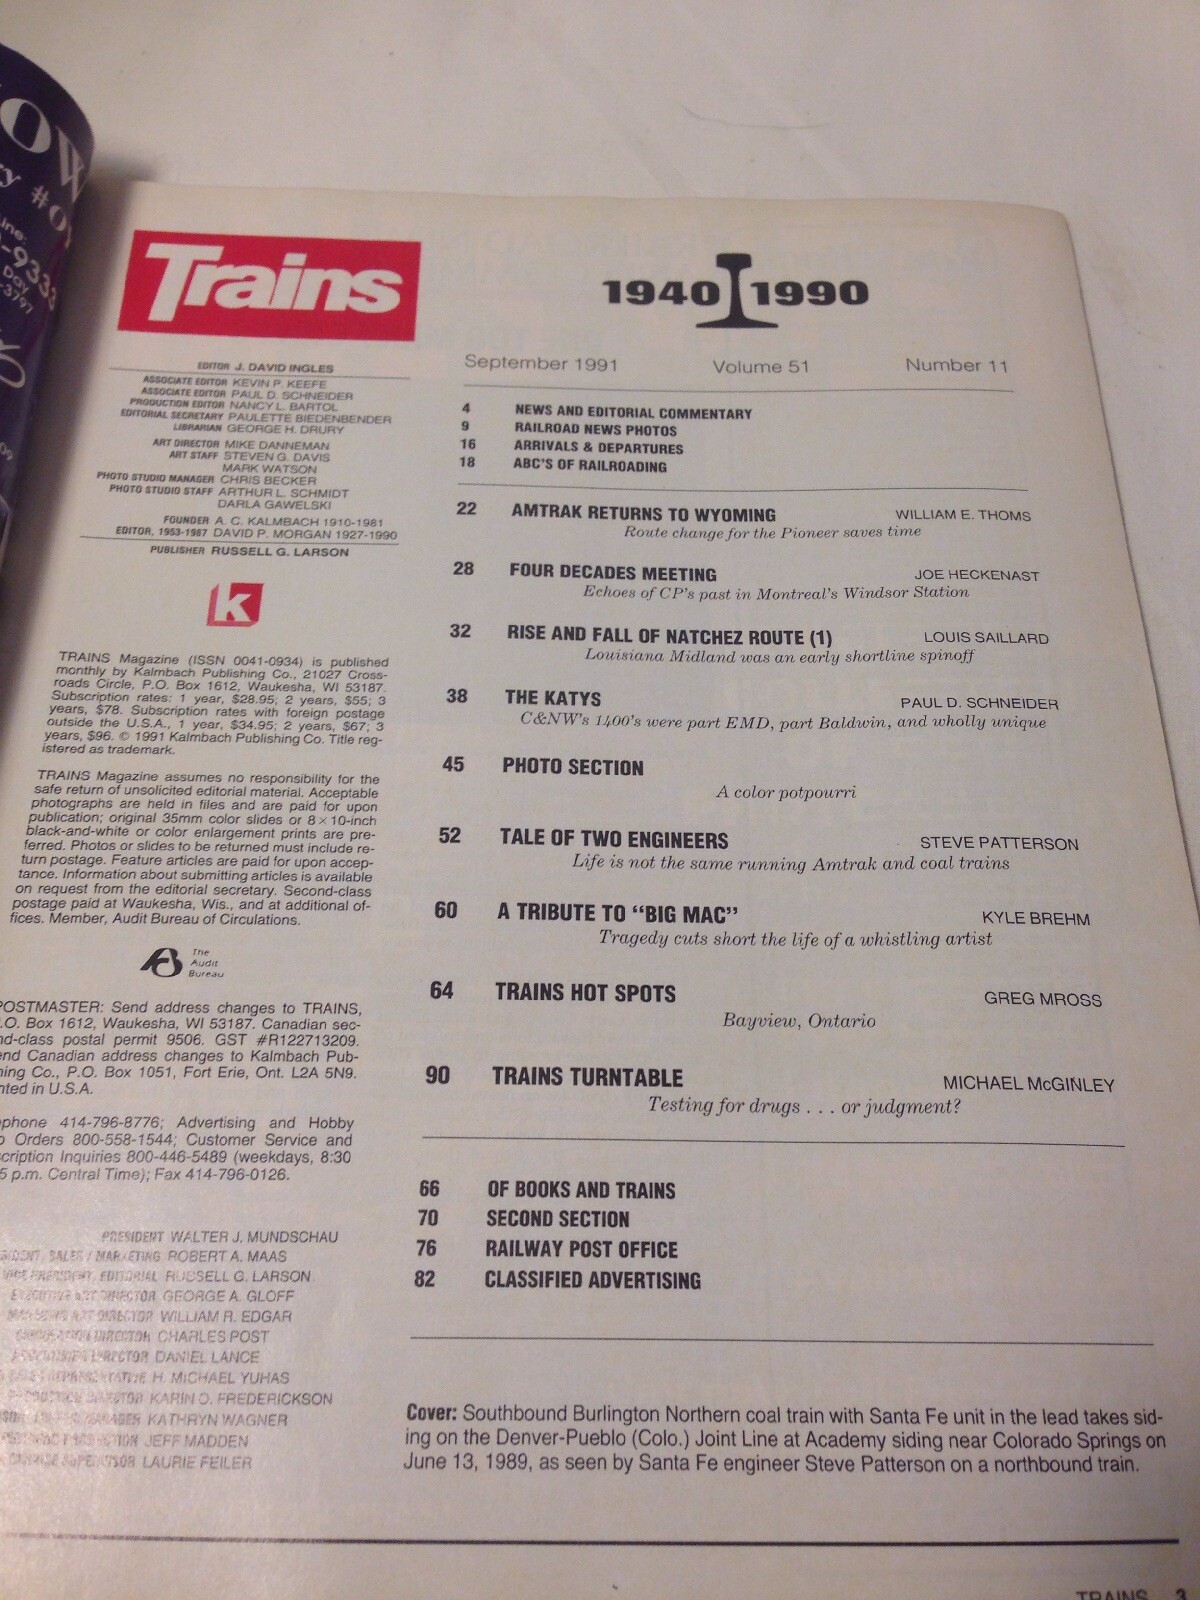 OW
#
-9333
Day
-3797
Trains
EDITOR J. DAVID INGLES
ASSOCIATE EDITOR KEVIN P. KEEFE
ASSOCIATE EDITOR PAUL D. SCHNEIDER
PRODUCTION EDITOR NANCY L. BARTOL
EDITORIAL SECRETARY PAULETTE BIEDENBENDER
LIBRARIAN GEORGE H. DRURY
ART DIRECTOR MIKE DANNEMAN
ART STAFF STEVEN G. DAVIS
MARK WATSON
PHOTO STUDIO MANAGER CHRIS BECKER
PHOTO STUDIO STAFF ARTHUR L. SCHMIDT
DARLA GAWELSKI
FOUNDER A. C. KALMBACH 1910-1981
EDITOR, 1953-1987 DAVID P. MORGAN 1927-1990
PUBLISHER RUSSELL G. LARSON
k
TRAINS Magazine (ISSN 0041-0934) is published
monthly by Kalmbach Publishing Co., 21027 Cross-
roads Circle, P.O. Box 1612, Waukesha, WI 53187.
Subscription rates: 1 year, $28.95; 2 years, $55; 3
years, $78. Subscription rates with foreign postage
outside the U.S.A., 1 year, $34.95; 2 years, $67; 3
years, $96. © 1991 Kalmbach Publishing Co. Title reg-
istered as trademark.
TRAINS Magazine assumes no responsibility for the
safe return of unsolicited editorial material. Acceptable
photographs are held in files and are paid for upon
publication; original 35mm color slides or 8×10-inch
black-and-white or color enlargement prints are pre-
ferred. Photos or slides to be returned must include re-
turn postage. Feature articles are paid for upon accep-
tance. Information about submitting articles is available
on request from the editorial secretary. Second-class
postage paid at Waukesha, Wis., and at additional of-
fices. Member, Audit Bureau of Circulations.
The
Audit
Bureau
POSTMASTER: Send address changes to TRAINS,
.O. Box 1612, Waukesha, WI 53187. Canadian sec-
nd-class postal permit 9506. GST #R122713209.
end Canadian address changes to Kalmbach Pub-
hing Co., P.O. Box 1051, Fort Erie, Ont. L2A 5N9.
nted in U.S.A.
ephone 414-796-8776; Advertising and Hobby
p Orders 800-558-1544; Customer Service and
scription Inquiries 800-446-5489 (weekdays, 8:30
5 p.m. Central Time); Fax 414-796-0126.
PRESIDENT WALTER J. MUNDSCHAU
SIDENT, SALES / MARKETING ROBERT A. MAAS
VICE PRESIDENT, EDITORIAL RUSSELL G. LARSON
EXECUTIVE ART DIRECTOR GEORGE A. GLOFF
ART DIRECTOR WILLIAM R. EDGAR
DIRECTOR CHARLES POST
DIRECTOR DANIEL LANCE
REPRESENTATIVE H. MICHAEL YUHAS
DIRECTOR KARIN O. FREDERICKSON
MANAGER KATHRYN WAGNER
JEFF MADDEN
SUPERVISOR LAURIE FEILER
1940 1990
September 1991 Volume 51 Number 11
4 NEWS AND EDITORIAL COMMENTARY
9 RAILROAD NEWS PHOTOS
16 ARRIVALS & DEPARTURES
18 ABC'S OF RAILROADING
22 AMTRAK RETURNS TO WYOMING WILLIAM E. THOMS
Route change for the Pioneer saves time
28 FOUR DECADES MEETING JOE HECKENAST
Echoes of CP's past in Montreal's Windsor Station
32 RISE AND FALL OF NATCHEZ ROUTE (1) LOUIS SAILLARD
Louisiana Midland was an early shortline spinoff
38 THE KATYS PAUL D. SCHNEIDER
C&NW's 1400's were part EMD, part Baldwin, and wholly unique
45 PHOTO SECTION
A color potpourri
52 TALE OF TWO ENGINEERS STEVE PATTERSON
Life is not the same running Amtrak and coal trains
60 A TRIBUTE TO "BIG MAC" KYLE BREHM
Tragedy cuts short the life of a whistling artist
64 TRAINS HOT SPOTS GREG MROSS
Bayview, Ontario
90 TRAINS TURNTABLE MICHAEL McGINLEY
Testing for drugs . . . or judgment?
66 OF BOOKS AND TRAINS
70 SECOND SECTION
76 RAILWAY POST OFFICE
82 CLASSIFIED ADVERTISING
Cover: Southbound Burlington Northern coal train with Santa Fe unit in the lead takes sid-
ing on the Denver-Pueblo (Colo.) Joint Line at Academy siding near Colorado Springs on
June 13, 1989, as seen by Santa Fe engineer Steve Patterson on a northbound train.
TRAINS 3